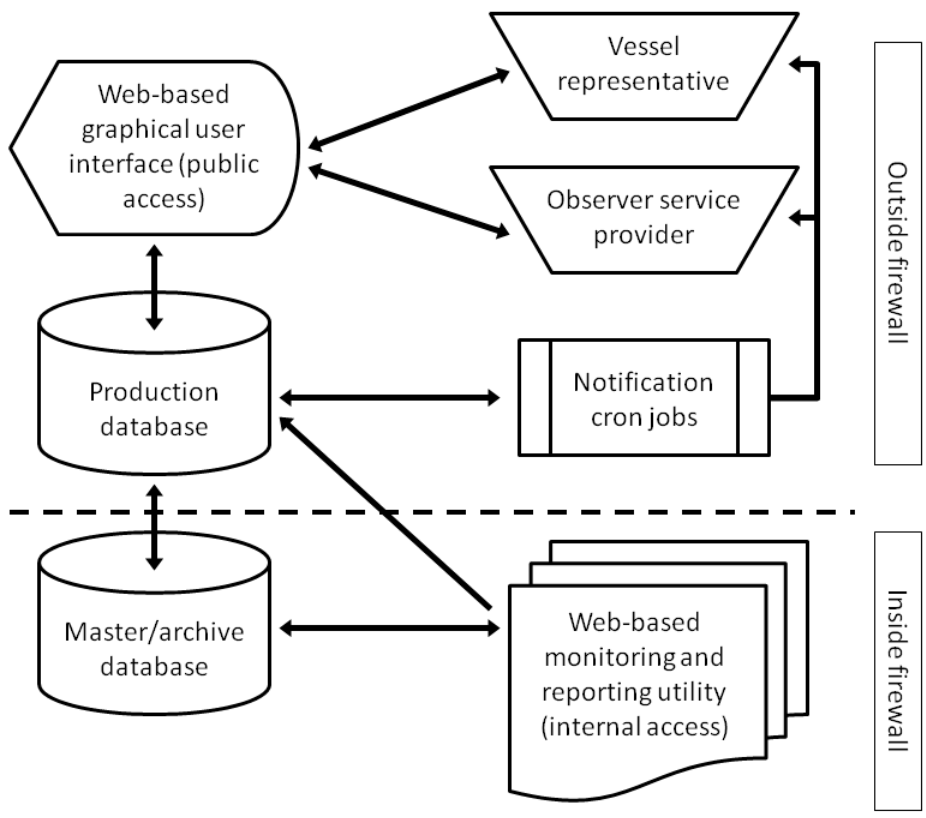 Web-based
graphical user
interface (public
access)
Vessel
representative
Observer service
provider
Production
database
Notification
cron jobs
Outside firewall
Master/archive
database
Web-based
monitoring and
reporting utility
(internal access)
Inside firewall